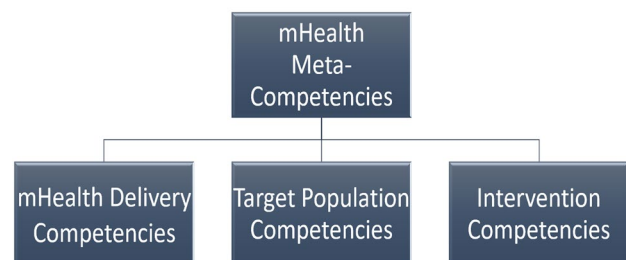 mHealth
Meta-
Competencies
mHealth Delivery
Competencies
Target Population
Competencies
Intervention
Competencies